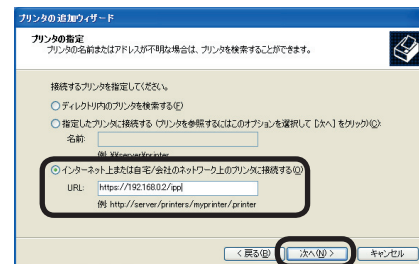 プリンタの追加ウィザード
プリンタの指定
プリンタの名前またはアドレスが不明な場合は、プリンタを検索することができます。
接続するプリンタを指定してください。
ディレクトリ内のプリンタを検索する(F)
指定したプリンタに接続する (プリンタを参照するにはこのオプションを選択して [次へ] をクリック)(C):
名前:
例: ¥¥server¥printer
インターネット上または自宅/会社のネットワーク上のプリンタに接続する(O):
URL: https://192.168.0.2/ipp
例: http://server/printers/myprinter/printer
< 戻る(B)
次へ(N) >
キャンセル